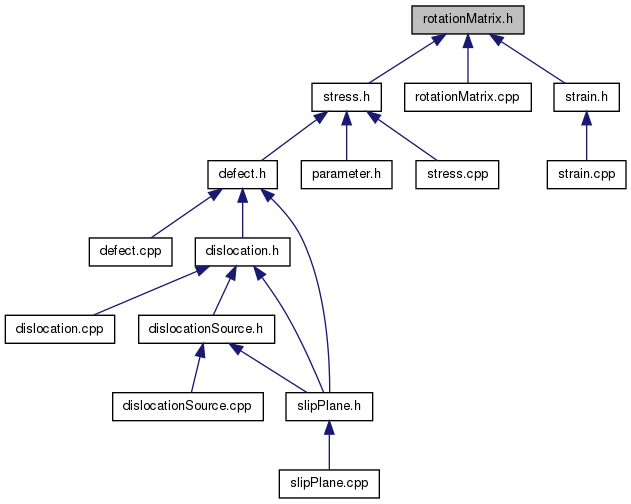 rotationMatrix.h
stress.h
rotationMatrix.cpp
strain.h
defect.h
parameter.h
stress.cpp
strain.cpp
defect.cpp
dislocation.h
dislocation.cpp
dislocationSource.h
dislocationSource.cpp
slipPlane.h
slipPlane.cpp